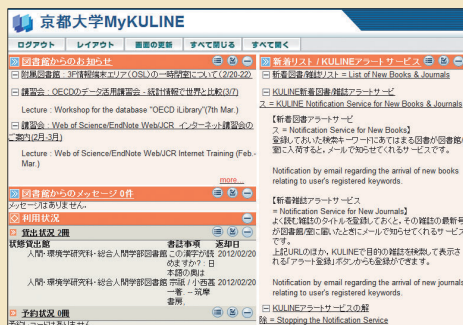 京都大学MyKULINE
ログアウト レイアウト 画面の更新 すべて閉じる すべて開く
図書館からのお知らせ
附属図書館：3F情報端末エリア(OSL)の一時閉室について(2/20-22)
講習会：OECDのデータ活用講習会 - 統計情報で世界と比較(3/7)
Lecture : Workshop for the database "OECD iLibrary"(7th Mar.)
講習会：Web of Science/EndNote Web/JCR インターネット講習会の
ご案内(2月-3月)
Lecture : Web of Science/EndNote Web/JCR Internet Training (Feb.-
Mar.)
more...
図書館からのメッセージ 0件
メッセージはありません.
利用状況
貸出状況 2冊
状態貸出館 書誌事項 返却日
人間・環境学研究科・総合人間学部図書館 この漢字が読 2012/02/20
めますか? : 日
本語の奥は
人間・環境学研究科・総合人間学部図書館 示紙 / 小西甚 2012/02/20
一著. -- 筑摩
書房,
予約状況 0冊
新着リスト / KULINEアラートサービス
新着図書/雑誌リスト = List of New Books & Journals
KULINE新着図書/雑誌アラートサービ
ス = KULINE Notification Service for New Books & Journals
【新着図書アラートサービ
ス = Notification Service for New Books】
登録しておいた検索キーワードにあてはまる図書が図書館/
室に入荷すると、メールで知らせてくれるサービスです。
Notification by email regarding the arrival of new books
relating to user's registered keywords.
【新着雑誌アラートサービス
= Notification Service for New Journals】
よく読む雑誌のタイトルを登録しておくと、その雑誌の最新号
が図書館/室に届いたときにメールで知らせてくれるサービス
です。
上記URLのほか、KULINEで目的の雑誌を検索して表示さ
れる「アラート登録」ボタンからも登録ができます。
Notification by email regarding the arrival of new journals
relating to user's registered keywords.
KULINEアラートサービスの解
除 = Stopping the Notification Service